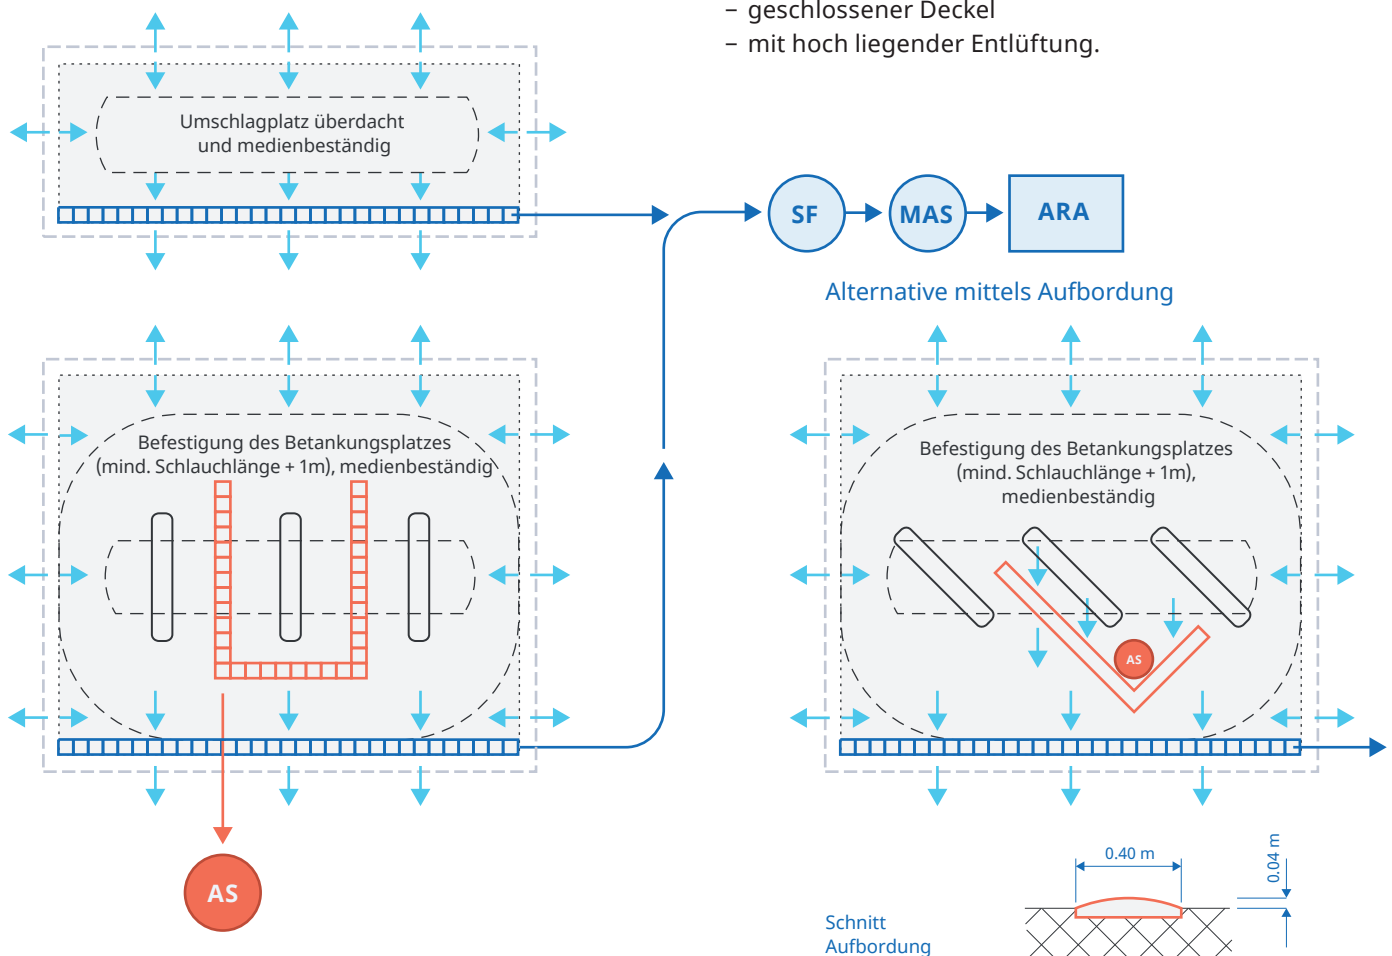 – geschlossener Deckel
– mit hoch liegender Entlüftung.
Umschlagplatz überdacht
und medienbeständig
SF
MAS
ARA
Alternative mittels Aufbordung
Befestigung des Betankungsplatzes
(mind. Schlauchlänge + 1m), medienbeständig
Befestigung des Betankungsplatzes
(mind. Schlauchlänge + 1m),
medienbeständig
AS
AS
0.40 m
0.04 m
Schnitt
Aufbordung